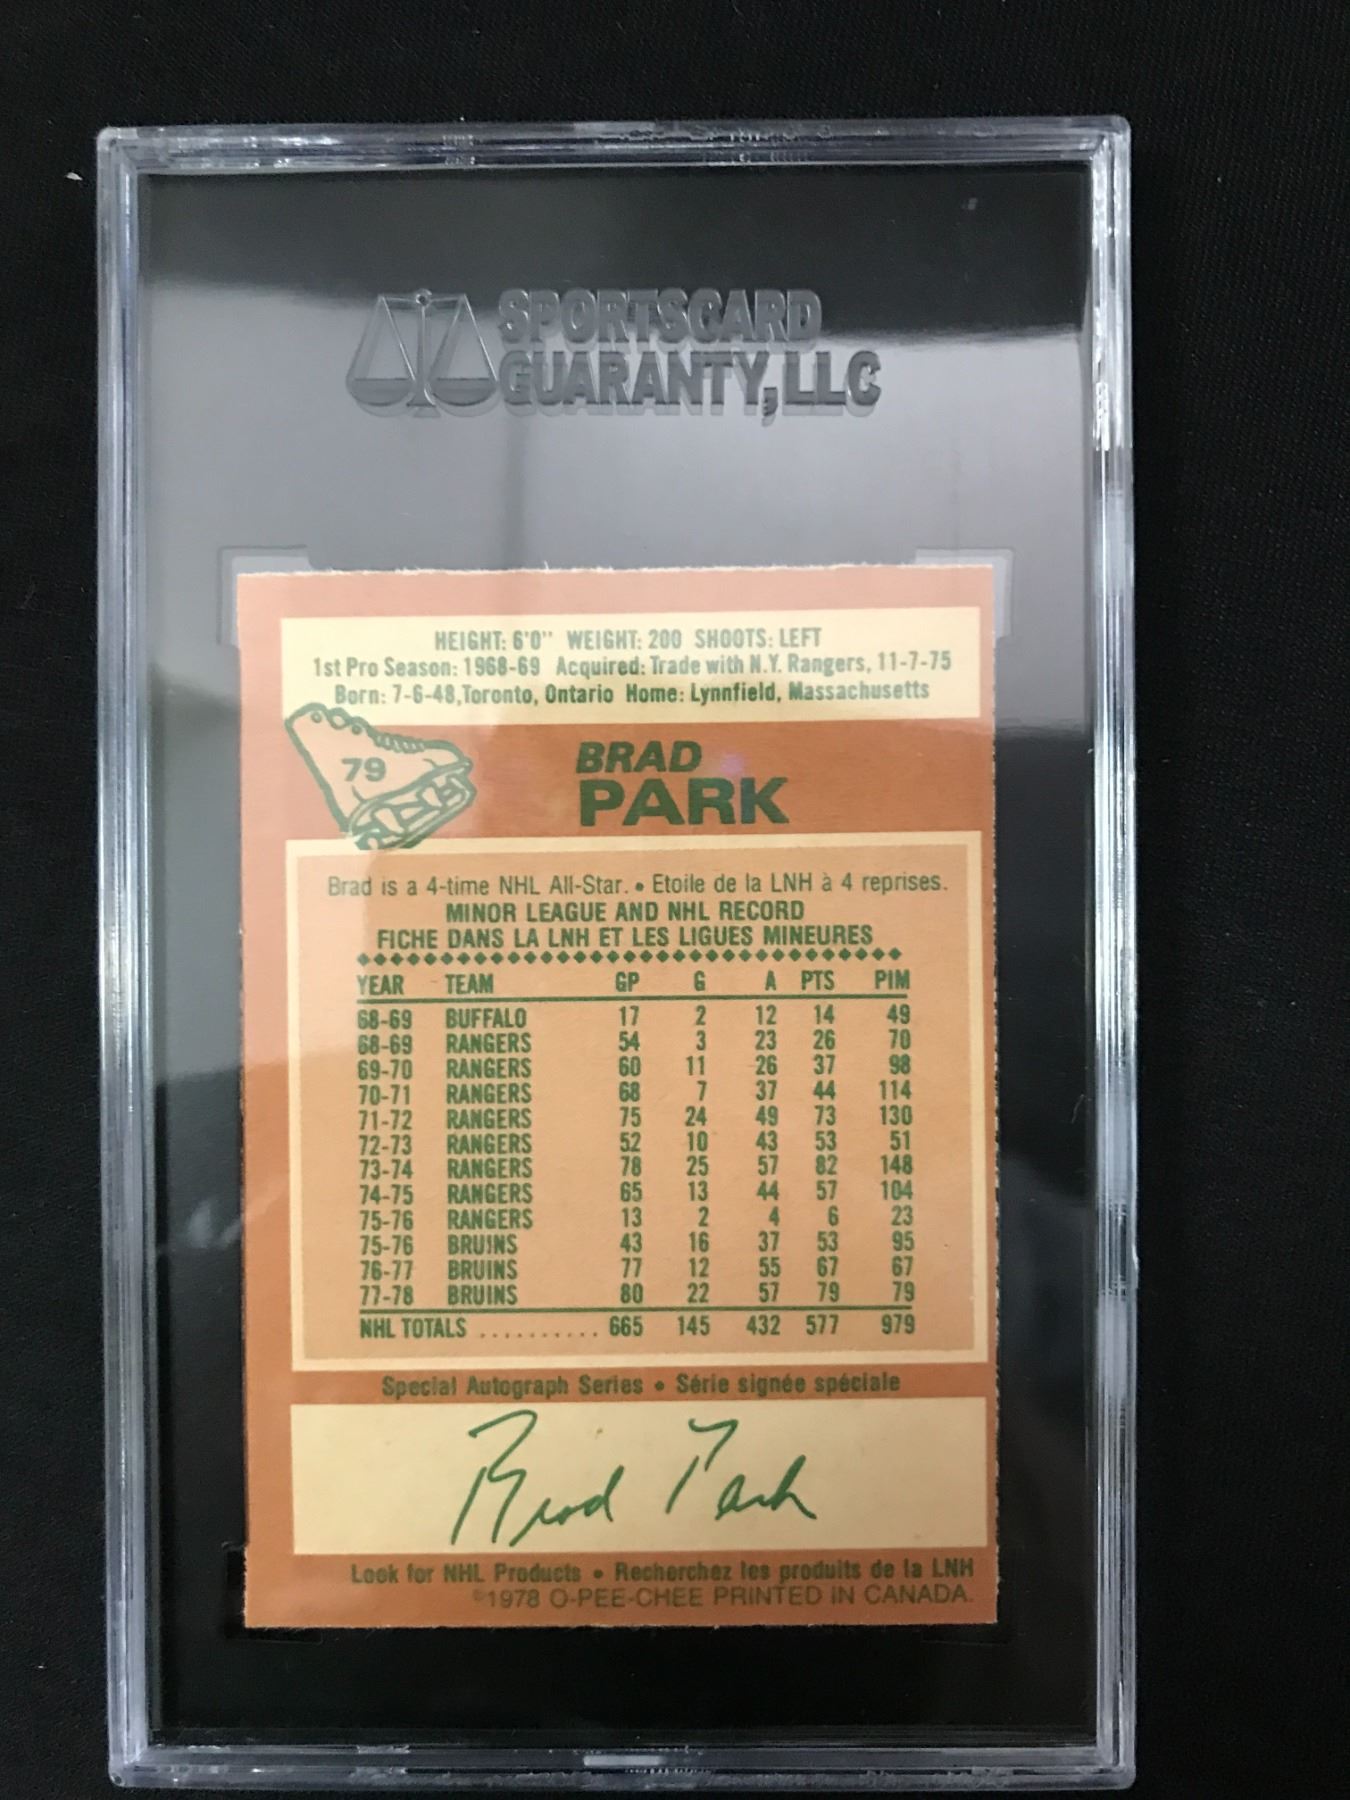 SPORTSCARD
GUARANTY, LLC
HEIGHT: 6'0" WEIGHT: 200 SHOOTS: LEFT
1st Pro Season: 1968-69 Acquired: Trade with N.Y. Rangers, 11-7-75
Born: 7-6-48, Toronto, Ontario Home: Lynnfield, Massachusetts
79
BRAD
PARK
Brad is a 4-time NHL All-Star. • Etoile de la LNH à 4 reprises.
MINOR LEAGUE AND NHL RECORD
FICHE DANS LA LNH ET LES LIGUES MINEURES
YEAR TEAM GP G A PTS PIM
68-69 BUFFALO 17 2 12 14 49
68-69 RANGERS 54 3 23 26 70
69-70 RANGERS 60 11 26 37 98
70-71 RANGERS 68 7 37 44 114
71-72 RANGERS 75 24 49 73 130
72-73 RANGERS 52 10 43 53 51
73-74 RANGERS 78 25 57 82 148
74-75 RANGERS 65 13 44 57 104
75-76 RANGERS 13 2 4 6 23
75-76 BRUINS 43 16 37 53 95
76-77 BRUINS 77 12 55 67 67
77-78 BRUINS 80 22 57 79 79
NHL TOTALS .......... 665 145 432 577 979
Special Autograph Series • Série signée spéciale
Brad Park
Look for NHL Products • Recherchez les produits de la LNH
©1978 O-PEE-CHEE PRINTED IN CANADA.